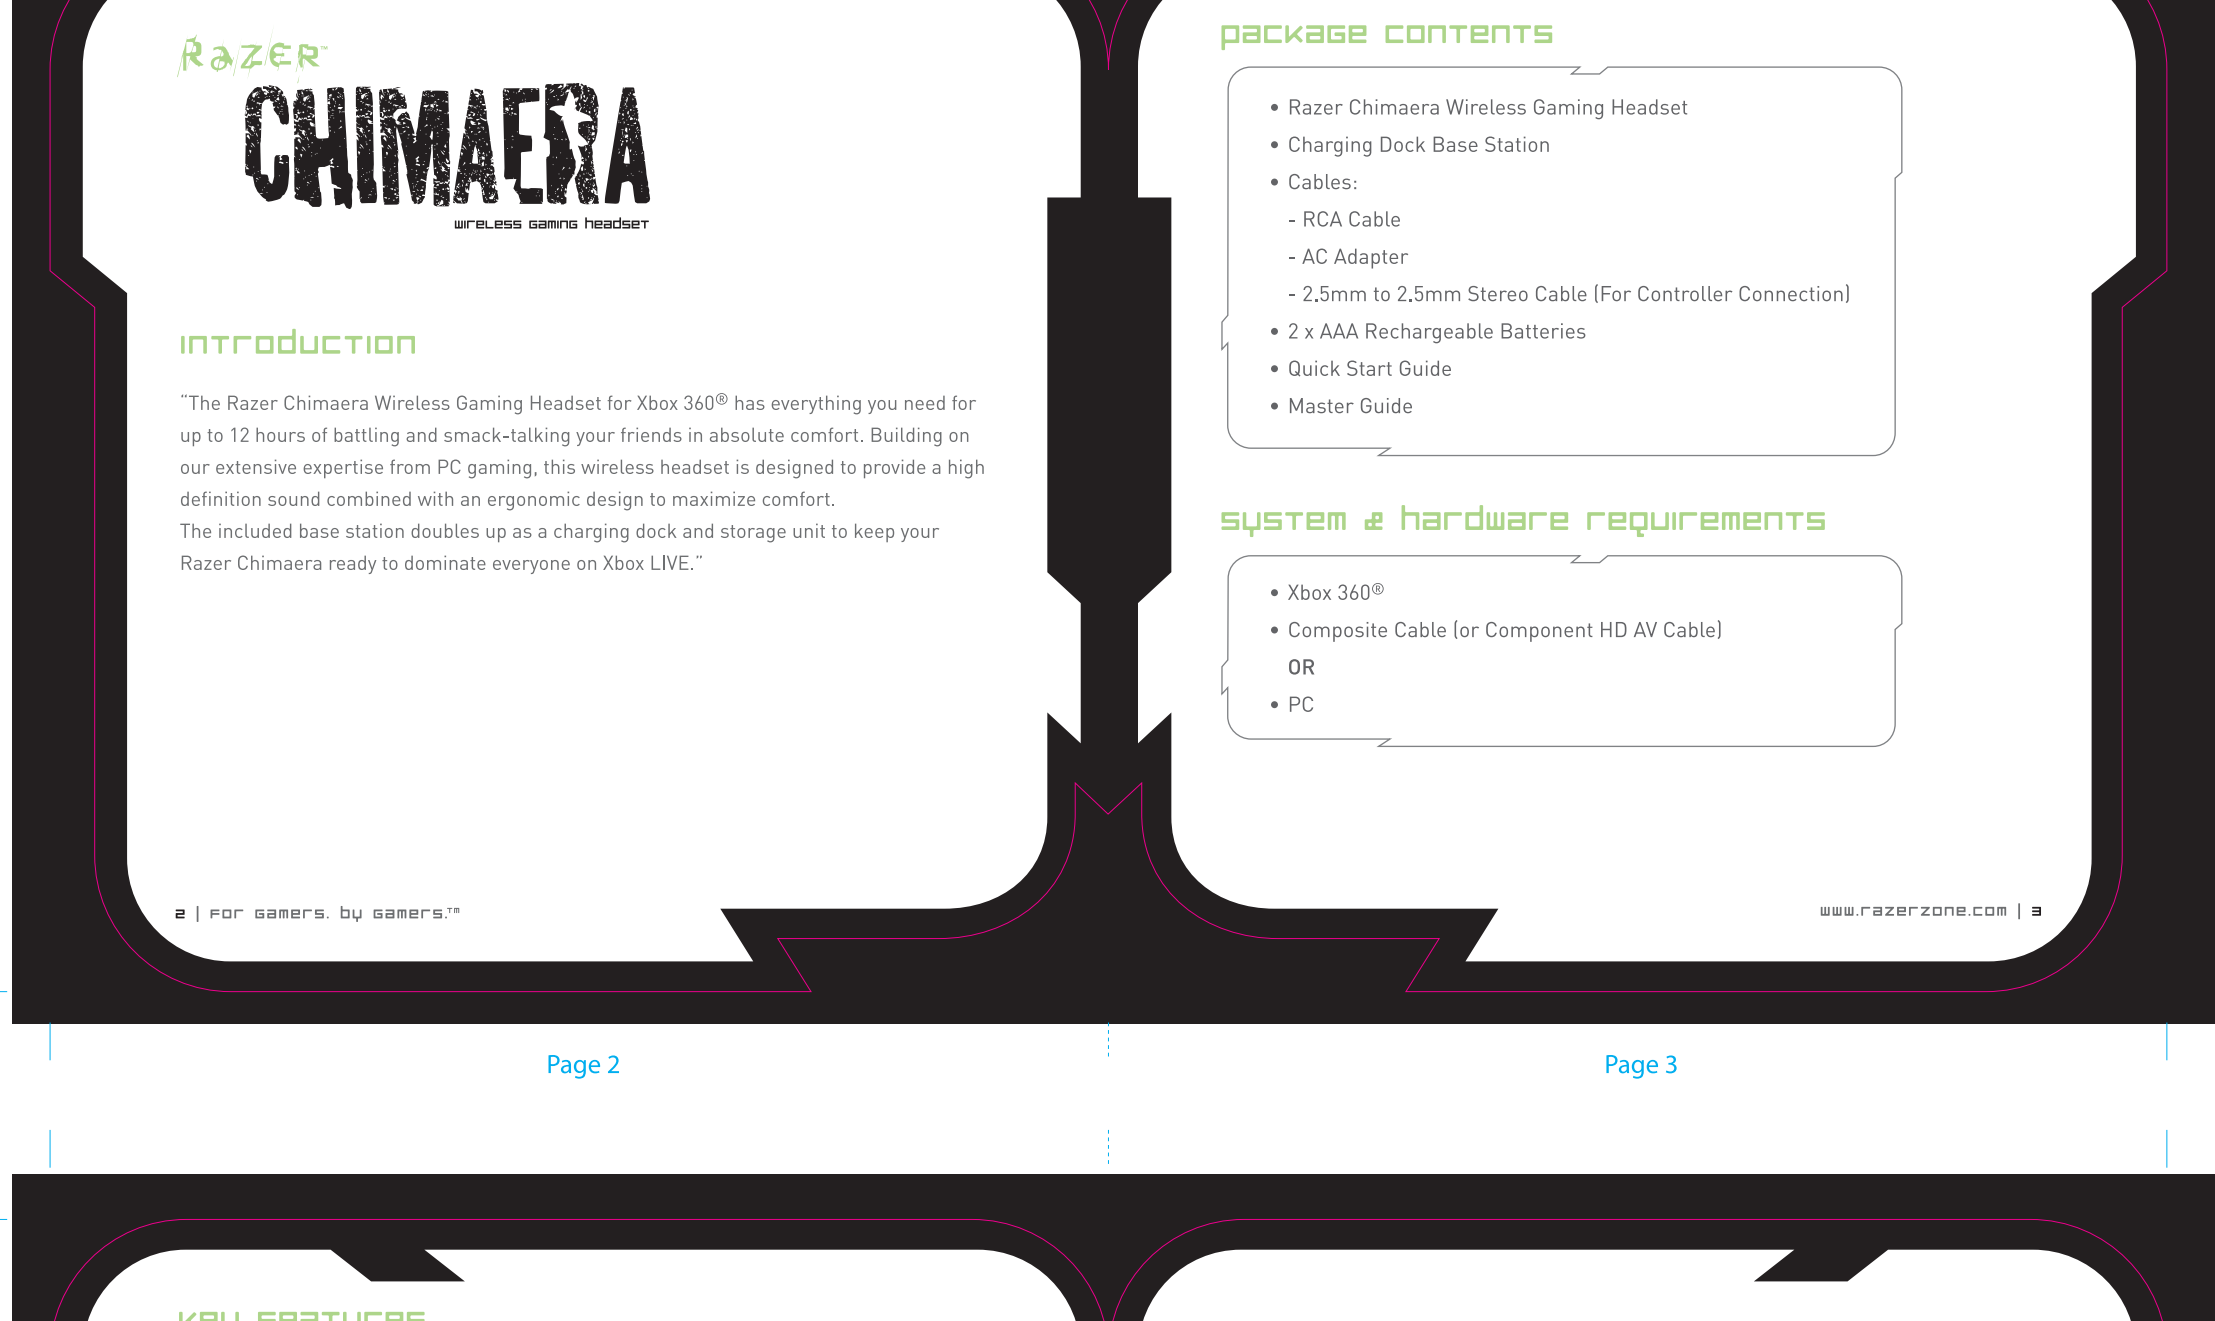 Razer™
CHIMAERA
wireless gaming headset
introduction
“The Razer Chimaera Wireless Gaming Headset for Xbox 360® has everything you need for
up to 12 hours of battling and smack-talking your friends in absolute comfort. Building on
our extensive expertise from PC gaming, this wireless headset is designed to provide a high
definition sound combined with an ergonomic design to maximize comfort.
The included base station doubles up as a charging dock and storage unit to keep your
Razer Chimaera ready to dominate everyone on Xbox LIVE.”
2 | For Gamers. By Gamers.™
package contents
• Razer Chimaera Wireless Gaming Headset
• Charging Dock Base Station
• Cables:
- RCA Cable
- AC Adapter
- 2.5mm to 2.5mm Stereo Cable (For Controller Connection)
• 2 x AAA Rechargeable Batteries
• Quick Start Guide
• Master Guide
system & hardware requirements
• Xbox 360®
• Composite Cable (or Component HD AV Cable)
OR
• PC
www.razerzone.com | 3
Page 2
Page 3
key features